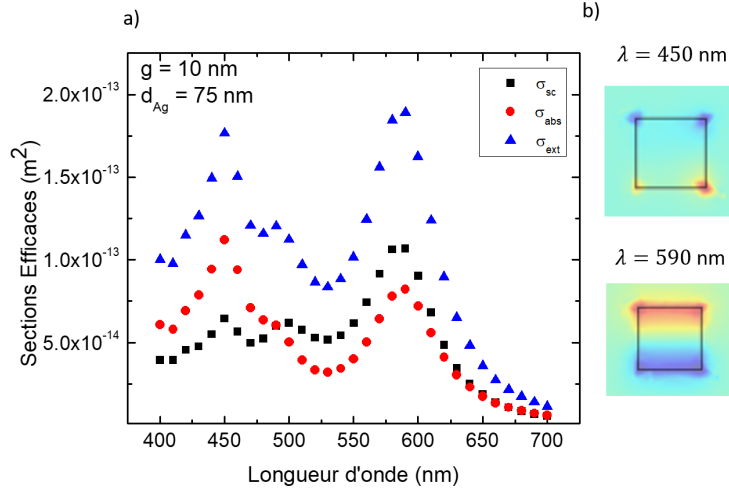 a)
b)
g = 10 nm
d_Ag = 75 nm
σ_sc
σ_abs
σ_ext
λ = 450 nm
λ = 590 nm
2.0x10^-13
1.5x10^-13
1.0x10^-13
5.0x10^-14
Sections Efficaces (m²)
400 450 500 550 600 650 700
Longueur d'onde (nm)